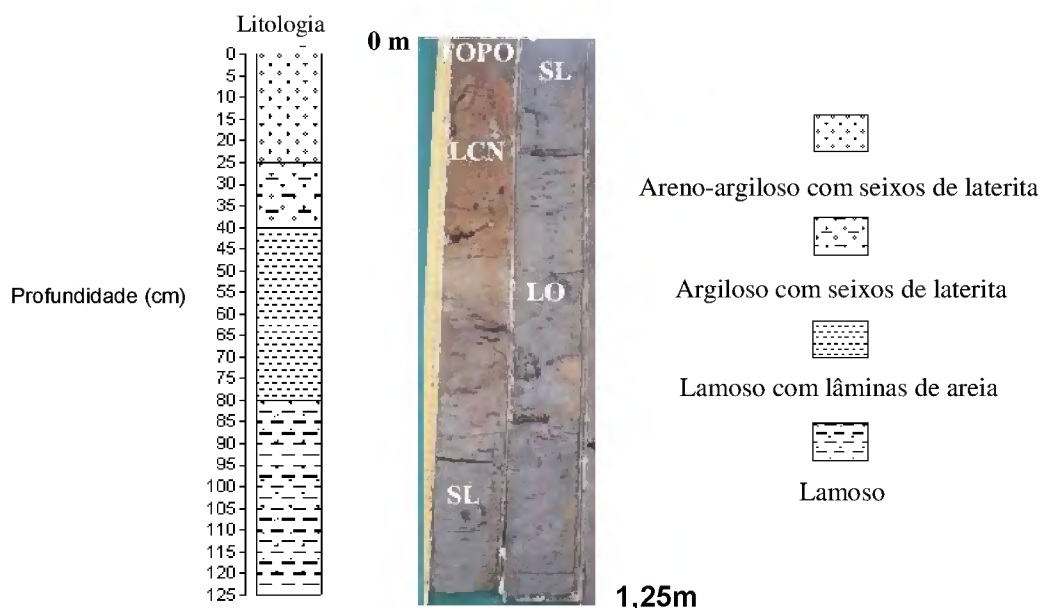 Litologia
Profundidade (cm)
0
5
10
15
20
25
30
35
40
45
50
55
60
65
70
75
80
85
90
95
100
105
110
115
120
125
0 m
TOPO
SL
LCN
LO
SL
1,25m
Areno-argiloso com seixos de laterita
Argiloso com seixos de laterita
Lamoso com lâminas de areia
Lamoso